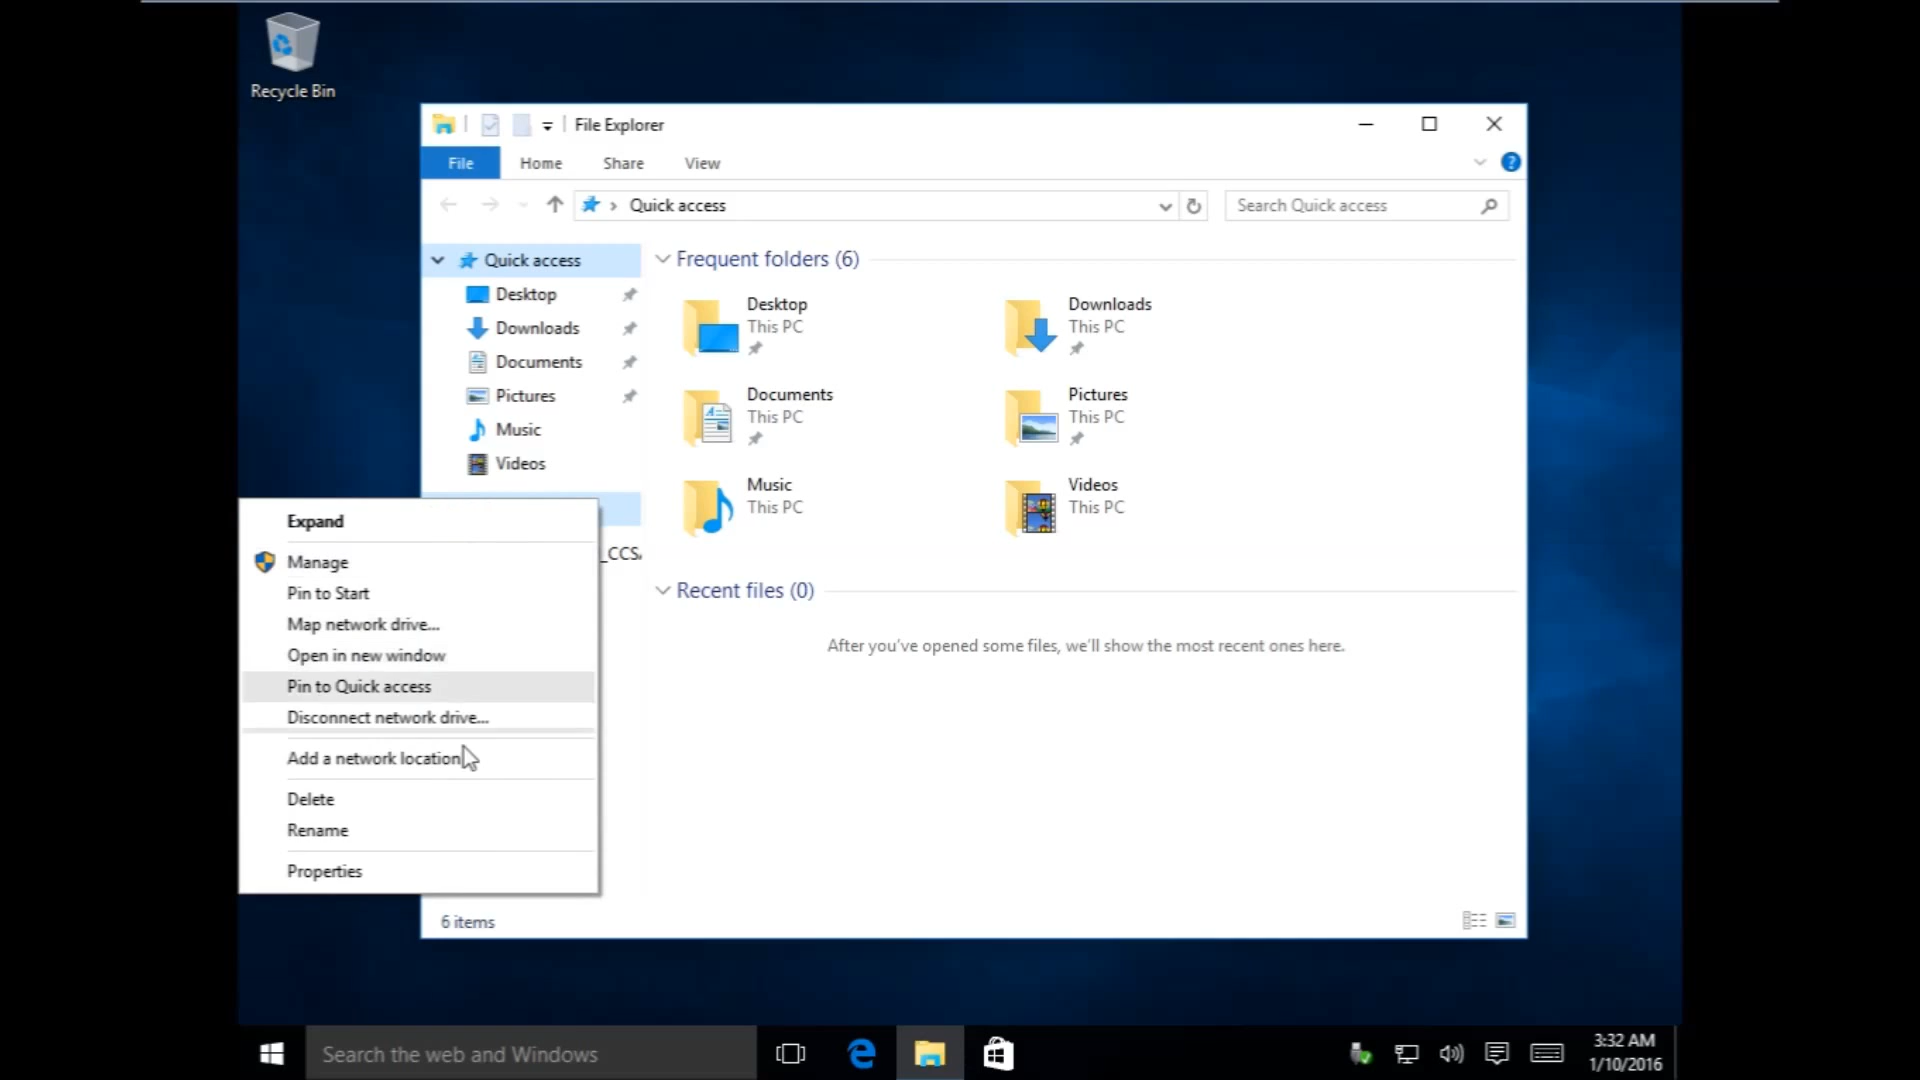 Recycle Bin
File Explorer
File Home Share View
Quick access
Search Quick access
Quick access
Desktop
Downloads
Documents
Pictures
Music
Videos
Frequent folders (6)
Desktop
This PC
Downloads
This PC
Documents
This PC
Pictures
This PC
Music
This PC
Videos
This PC
Recent files (0)
After you've opened some files, we'll show the most recent ones here.
Expand
Manage
Pin to Start
Map network drive...
Open in new window
Pin to Quick access
Disconnect network drive...
Add a network location
Delete
Rename
Properties
6 items
Search the web and Windows
3:32 AM
1/10/2016